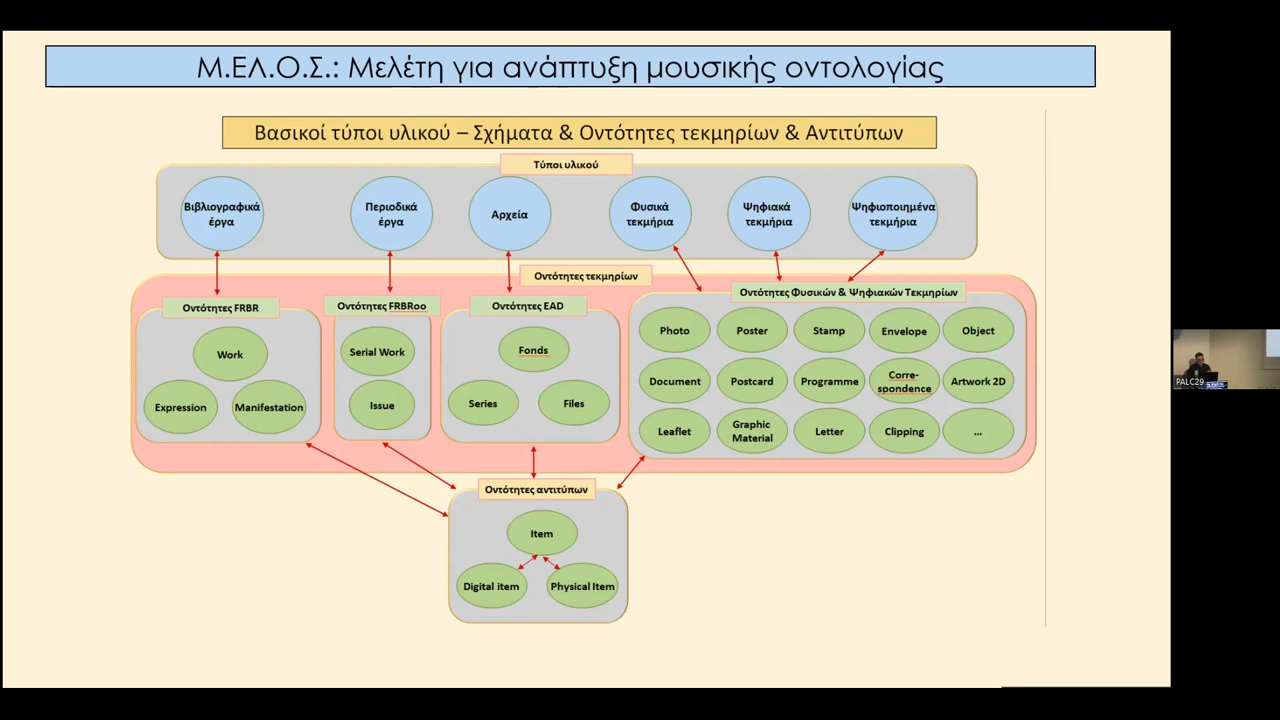 Μ.ΕΛ.Ο.Σ.: Μελέτη για ανάπτυξη μουσικής οντολογίας
Βασικοί τύποι υλικού – Σχήματα & Οντότητες τεκμηρίων & Αντιτύπων
Τύποι υλικού
Βιβλιογραφικά
έργα
Περιοδικά
έργα
Αρχεία
Φυσικά
τεκμήρια
Ψηφιακά
τεκμήρια
Ψηφιοποιημένα
τεκμήρια
Οντότητες τεκμηρίων
Οντότητες FRBR
Work
Expression
Manifestation
Οντότητες FRBRoo
Serial Work
Issue
Οντότητες EAD
Fonds
Series
Files
Οντότητες Φυσικών & Ψηφιακών Τεκμηρίων
Photo
Poster
Stamp
Envelope
Object
Document
Postcard
Programme
Corre-
spondence
Artwork 2D
Leaflet
Graphic
Material
Letter
Clipping
...
Οντότητες αντιτύπων
Item
Digital item
Physical Item
PALC29